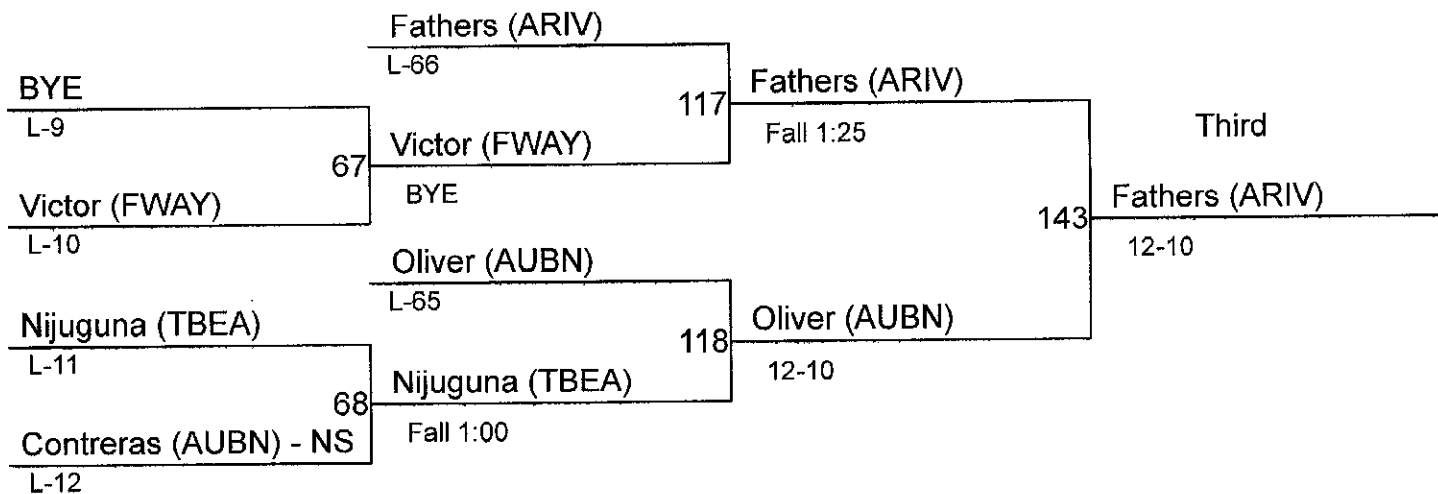 Fathers (ARIV)
L-66
BYE
L-9
117
Fathers (ARIV)
Fall 1:25
Third
67
Victor (FWAY)
BYE
Victor (FWAY)
L-10
143
Fathers (ARIV)
12-10
Oliver (AUBN)
L-65
Nijuguna (TBEA)
L-11
118
Oliver (AUBN)
12-10
68
Nijuguna (TBEA)
Fall 1:00
Contreras (AUBN) - NS
L-12